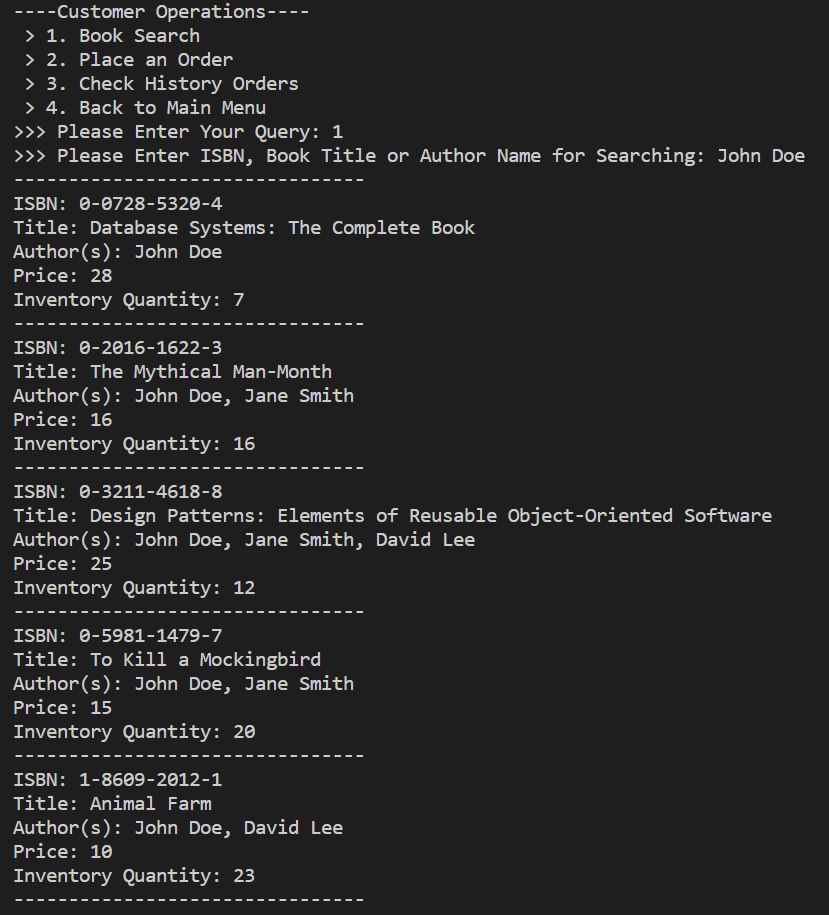 ----Customer Operations----
 > 1. Book Search
 > 2. Place an Order
 > 3. Check History Orders
 > 4. Back to Main Menu
>>> Please Enter Your Query: 1
>>> Please Enter ISBN, Book Title or Author Name for Searching: John Doe
--------------------------------
ISBN: 0-0728-5320-4
Title: Database Systems: The Complete Book
Author(s): John Doe
Price: 28
Inventory Quantity: 7
--------------------------------
ISBN: 0-2016-1622-3
Title: The Mythical Man-Month
Author(s): John Doe, Jane Smith
Price: 16
Inventory Quantity: 16
--------------------------------
ISBN: 0-3211-4618-8
Title: Design Patterns: Elements of Reusable Object-Oriented Software
Author(s): John Doe, Jane Smith, David Lee
Price: 25
Inventory Quantity: 12
--------------------------------
ISBN: 0-5981-1479-7
Title: To Kill a Mockingbird
Author(s): John Doe, Jane Smith
Price: 15
Inventory Quantity: 20
--------------------------------
ISBN: 1-8609-2012-1
Title: Animal Farm
Author(s): John Doe, David Lee
Price: 10
Inventory Quantity: 23
--------------------------------